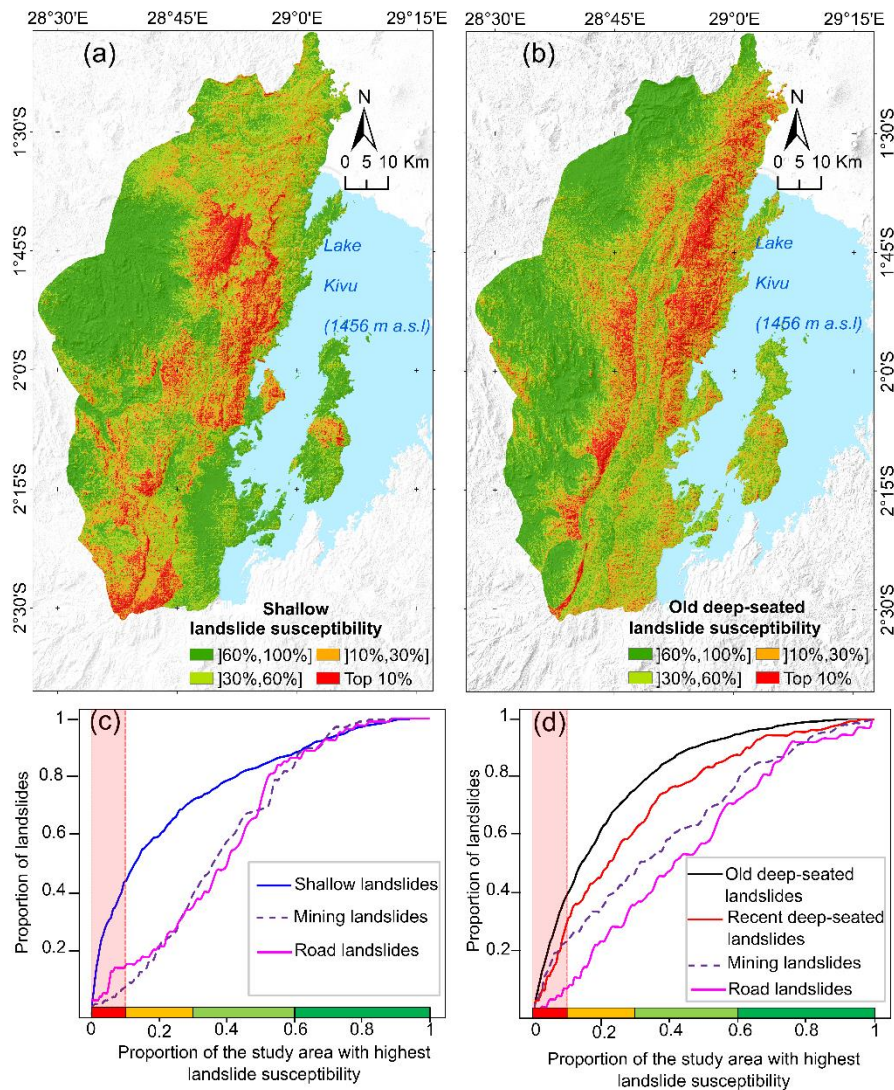 28°30'E 28°45'E 29°0'E 29°15'E
28°30'E 28°45'E 29°0'E 29°15'E
(a)
N
0 5 10 Km
Lake
Kivu
(1456 m a.s.l)
Shallow
landslide susceptibility
]60%,100%] ]10%,30%]
]30%,60%] Top 10%
(b)
N
0 5 10 Km
Lake
Kivu
(1456 m a.s.l)
Old deep-seated
landslide susceptibility
]60%,100%] ]10%,30%]
]30%,60%] Top 10%
1°30'S
1°45'S
2°0'S
2°15'S
2°30'S
1°30'S
1°45'S
2°0'S
2°15'S
2°30'S
(c)
Proportion of landslides
1
0.8
0.6
0.4
0.2
Shallow landslides
Mining landslides
Road landslides
0 0.2 0.4 0.6 0.8 1
Proportion of the study area with highest
landslide susceptibility
(d)
Proportion of landslides
1
0.8
0.6
0.4
0.2
Old deep-seated
landslides
Recent deep-seated
landslides
Mining landslides
Road landslides
0 0.2 0.4 0.6 0.8 1
Proportion of the study area with highest
landslide susceptibility